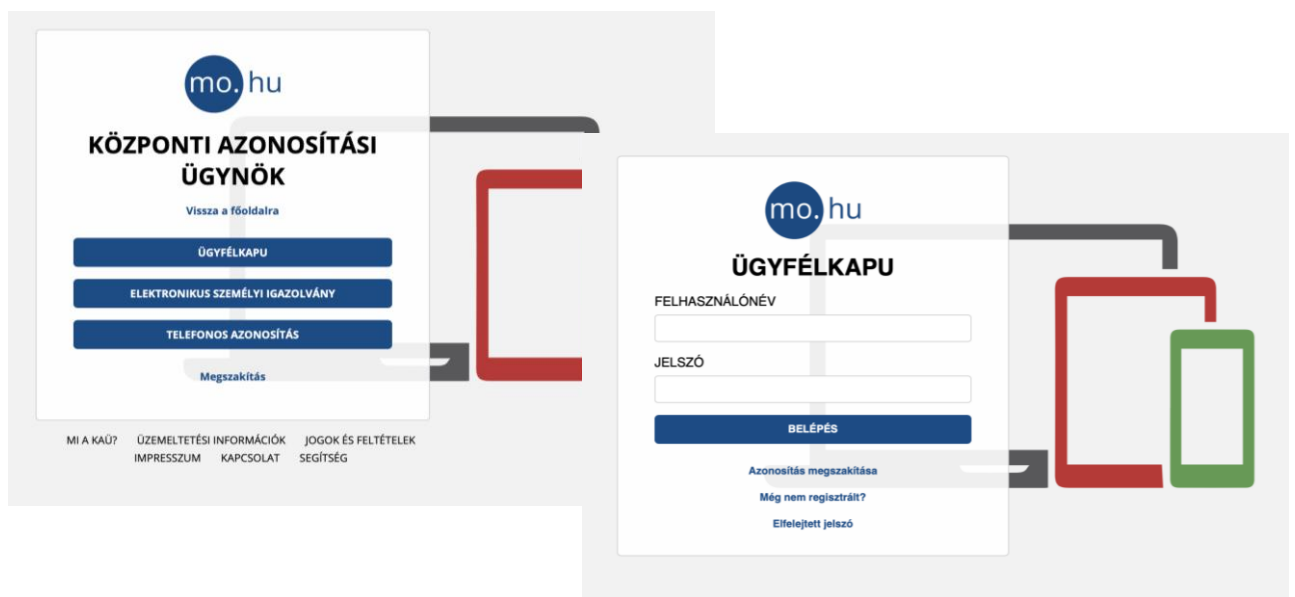 mo.hu
KÖZPONTI AZONOSÍTÁSI
ÜGYNÖK
Vissza a főoldalra
ÜGYFÉLKAPU
ELEKTRONIKUS SZEMÉLYI IGAZOLVÁNY
TELEFONOS AZONOSÍTÁS
Megszakítás
MI A KAÜ? ÜZEMELTETÉSI INFORMÁCIÓK JOGOK ÉS FELTÉTELEK
IMPRESSZUM KAPCSOLAT SEGÍTSÉG
mo.hu
ÜGYFÉLKAPU
FELHASZNÁLÓNÉV
JELSZÓ
BELÉPÉS
Azonosítás megszakítása
Még nem regisztrált?
Elfelejtett jelszó